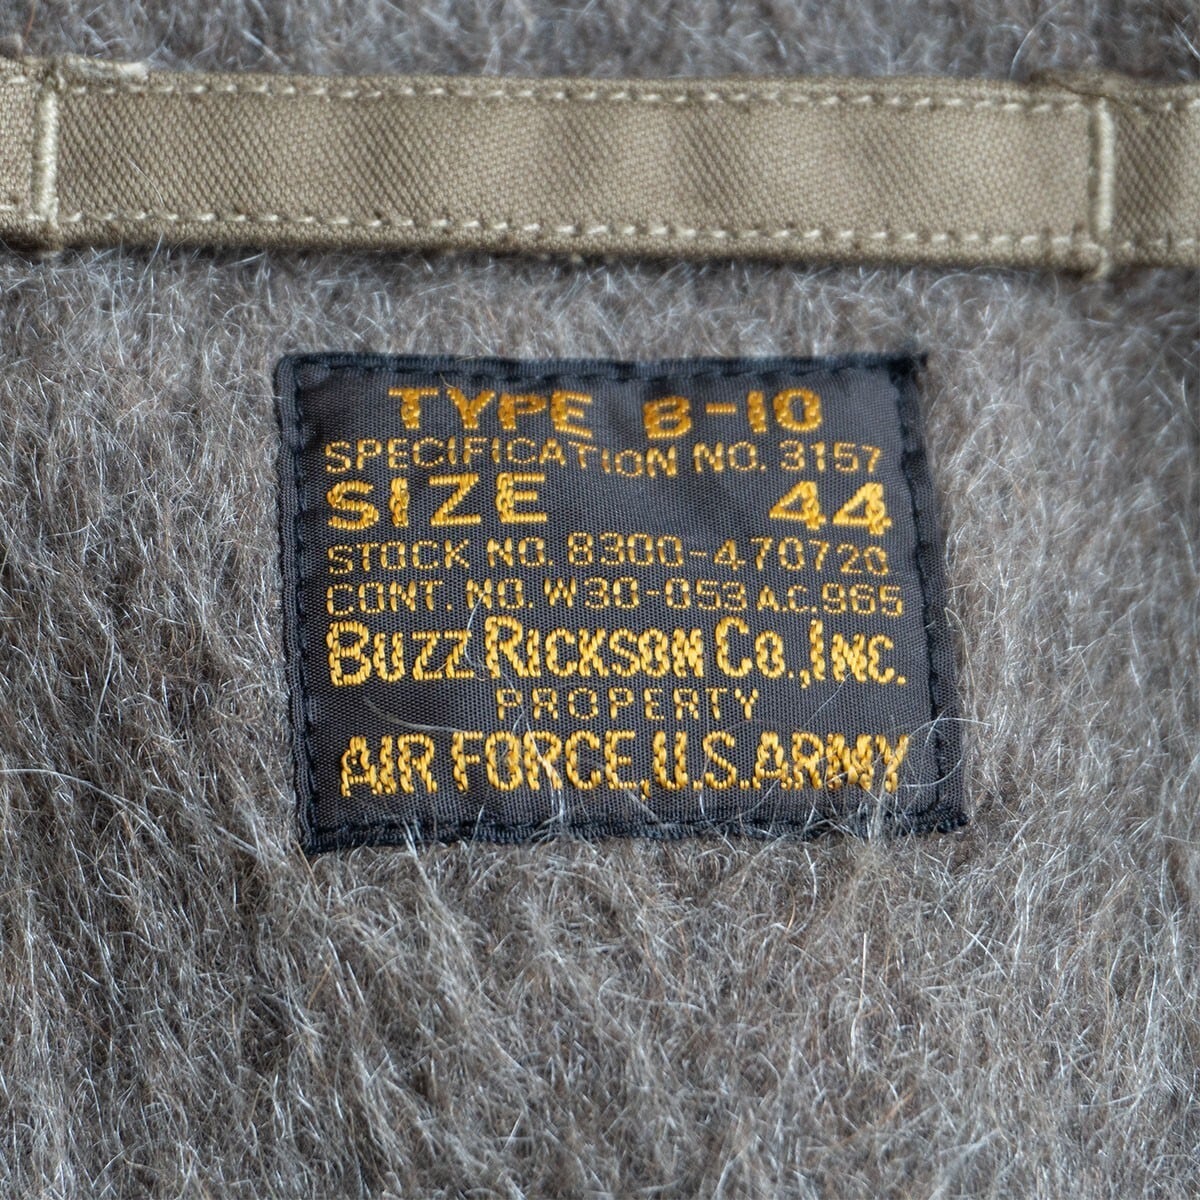 TYPE B-10
SPECIFICATION NO. 3157
SIZE 44
STOCK NO. 8300-470720
CONT. NO. W30-053 A.C. 965
BUZZ RICKSON CO., INC.
PROPERTY
AIR FORCE, U.S. ARMY